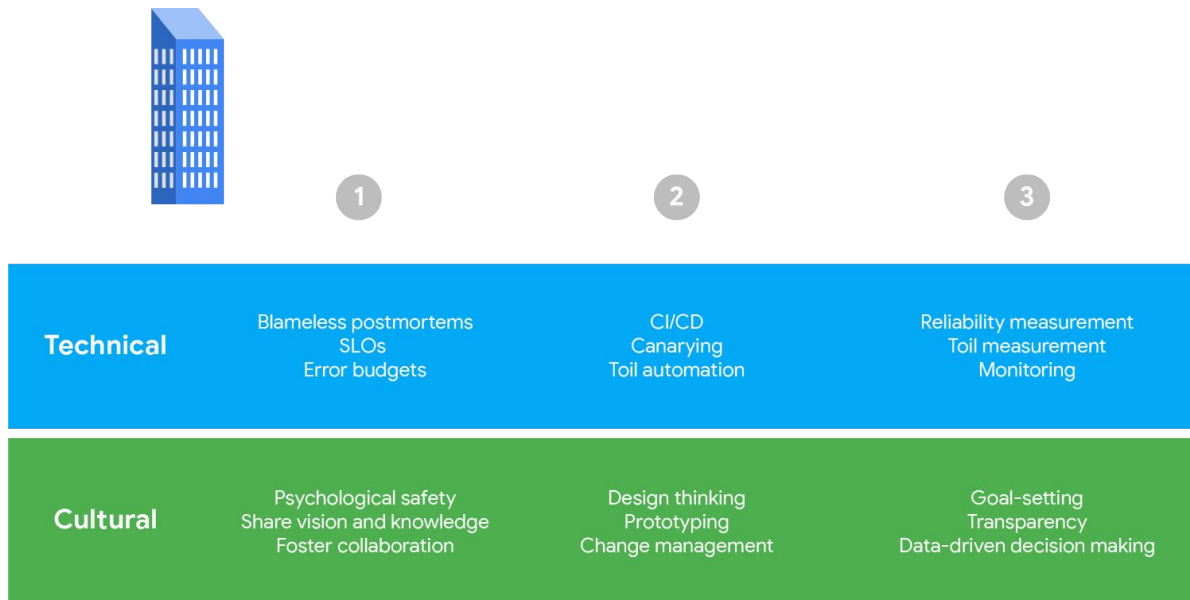 1
2
3
Technical
Blameless postmortems
SLOs
Error budgets
CI/CD
Canarying
Toil automation
Reliability measurement
Toil measurement
Monitoring
Cultural
Psychological safety
Share vision and knowledge
Foster collaboration
Design thinking
Prototyping
Change management
Goal-setting
Transparency
Data-driven decision making